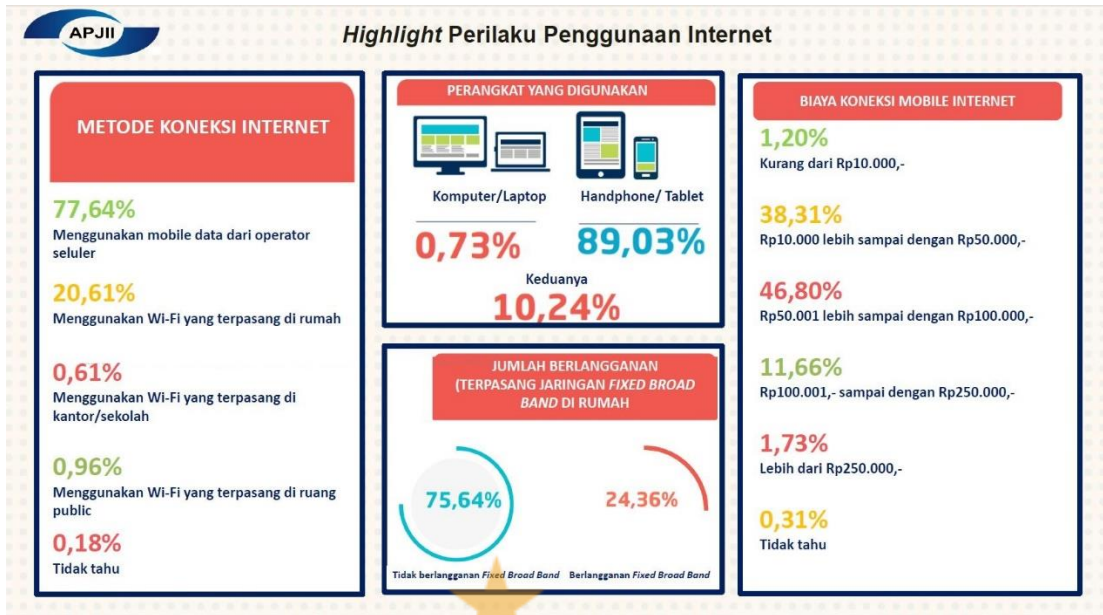 APJII
Highlight Perilaku Penggunaan Internet
METODE KONEKSI INTERNET
77,64%
Menggunakan mobile data dari operator
seluler
20,61%
Menggunakan Wi-Fi yang terpasang di rumah
0,61%
Menggunakan Wi-Fi yang terpasang di
kantor/sekolah
0,96%
Menggunakan Wi-Fi yang terpasang di ruang
public
0,18%
Tidak tahu
PERANGKAT YANG DIGUNAKAN
Komputer/Laptop
0,73%
Handphone/ Tablet
89,03%
Keduanya
10,24%
JUMLAH BERLANGGANAN
(TERPASANG JARINGAN FIXED BROAD
BAND DI RUMAH
75,64%
Tidak berlangganan Fixed Broad Band
24,36%
Berlangganan Fixed Broad Band
BIAYA KONEKSI MOBILE INTERNET
1,20%
Kurang dari Rp10.000,-
38,31%
Rp10.000 lebih sampai dengan Rp50.000,-
46,80%
Rp50.001 lebih sampai dengan Rp100.000,-
11,66%
Rp100.001,- sampai dengan Rp250.000,-
1,73%
Lebih dari Rp250.000,-
0,31%
Tidak tahu